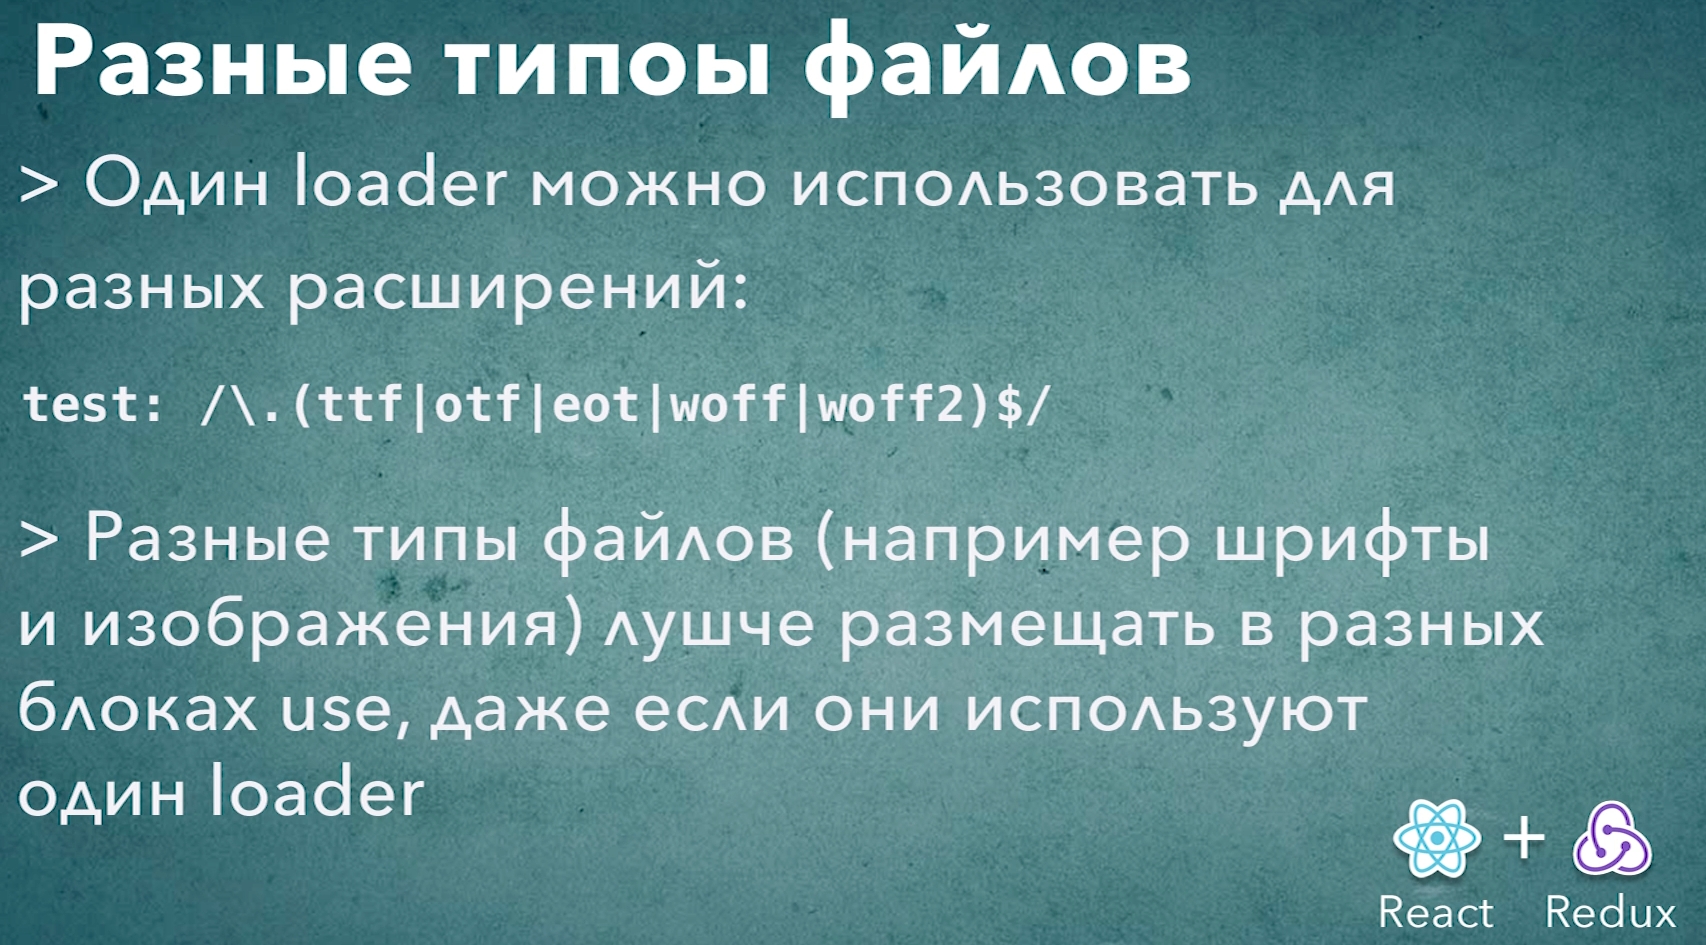 Разные типоы файлов
> Один loader можно использовать для
разных расширений:
test: /\.(ttf|otf|eot|woff|woff2)$/
> Разные типы файлов (например шрифты
и изображения) лушче размещать в разных
блоках use, даже если они используют
один loader
+
React Redux